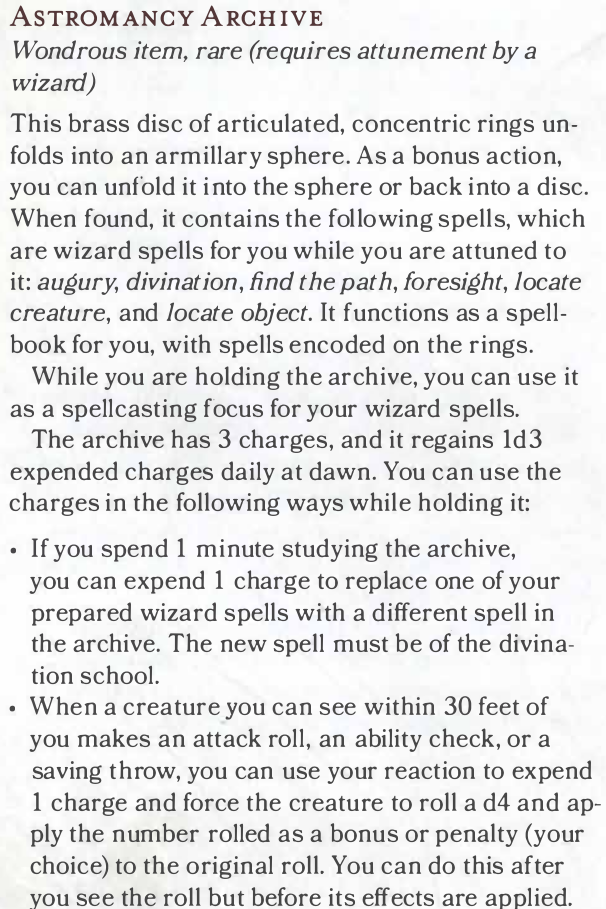 ASTROMANCY ARCHIVE
Wondrous item, rare (requires attunement by a
wizard)
This brass disc of articulated, concentric rings un-
folds into an armillary sphere. As a bonus action,
you can unfold it into the sphere or back into a disc.
When found, it contains the following spells, which
are wizard spells for you while you are attuned to
it: augury, divination, find the path, foresight, locate
creature, and locate object. It functions as a spell-
book for you, with spells encoded on the rings.
While you are holding the archive, you can use it
as a spellcasting focus for your wizard spells.
The archive has 3 charges, and it regains 1d3
expended charges daily at dawn. You can use the
charges in the following ways while holding it:
• If you spend 1 minute studying the archive,
you can expend 1 charge to replace one of your
prepared wizard spells with a different spell in
the archive. The new spell must be of the divina-
tion school.
• When a creature you can see within 30 feet of
you makes an attack roll, an ability check, or a
saving throw, you can use your reaction to expend
1 charge and force the creature to roll a d4 and ap-
ply the number rolled as a bonus or penalty (your
choice) to the original roll. You can do this after
you see the roll but before its effects are applied.